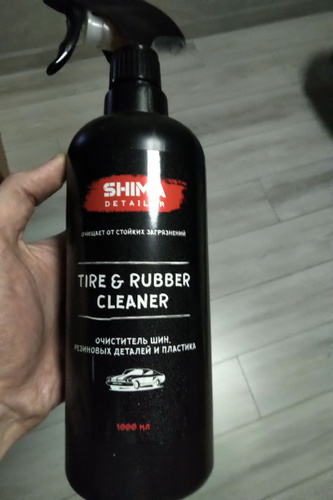 SHIMA
DETAILER
ОЧИЩАЕТ ОТ СТОЙКИХ ЗАГРЯЗНЕНИЙ
TIRE & RUBBER
CLEANER
ОЧИСТИТЕЛЬ ШИН,
РЕЗИНОВЫХ ДЕТАЛЕЙ И ПЛАСТИКА
1000 мл